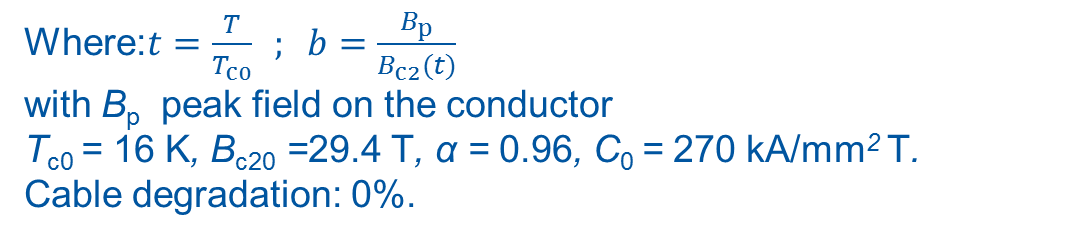 Where:t = T/T_C0 ; b = B_p/B_C2(t)
with B_p peak field on the conductor
T_c0 = 16 K, B_c20 =29.4 T, α = 0.96, C_0 = 270 kA/mm² T.
Cable degradation: 0%.